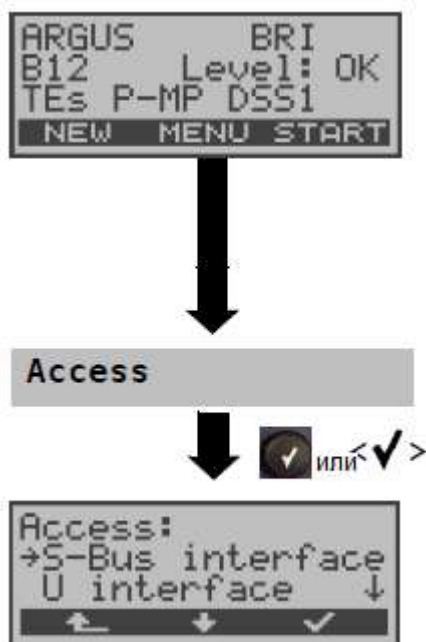 ARGUS BRI
B12 Level: OK
TEs P-MP DSS1
NEW MENU START
Access
или <✓>
Access:
→S-Bus interface
U interface ↓